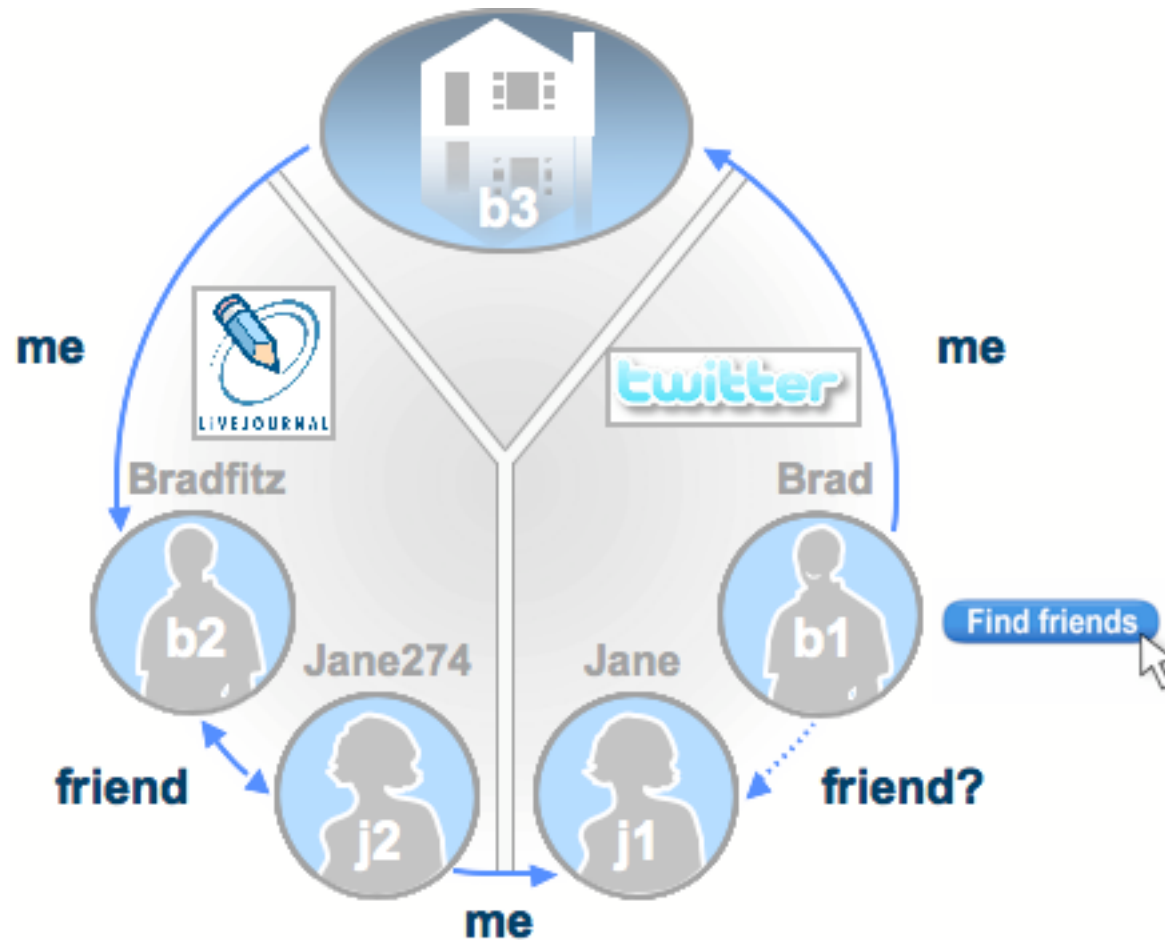 b3
me
me
LIVEJOURNAL
twitter
Bradfitz
Brad
b2
b1
Find friends
Jane274
Jane
friend
friend?
j2
j1
me